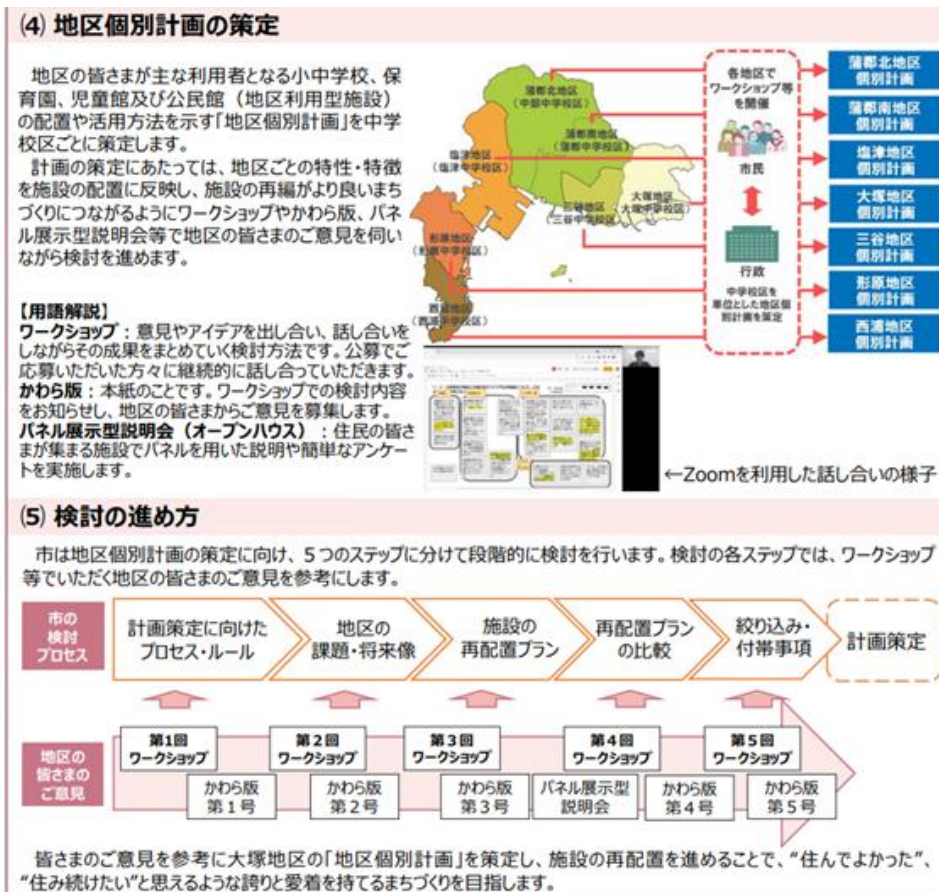 (4) 地区個別計画の策定
地区の皆さまが主な利用者となる小中学校、保
育園、児童館及び公民館（地区利用型施設）
の配置や活用方法を示す「地区個別計画」を中学
校区ごとに策定します。
計画の策定にあたっては、地区ごとの特性・特徴
を施設の配置に反映し、施設の再編がより良いまち
づくりにつながるようにワークショップやかわら版、パネ
ル展示型説明会等で地区の皆さまのご意見を伺い
ながら検討を進めます。
【用語解説】
ワークショップ：意見やアイデアを出し合い、話し合いを
しながらその成果をまとめていく検討方法です。公募でご
応募いただいた方々に継続的に話し合っていただきます。
かわら版：本紙のことです。ワークショップでの検討内容
をお知らせし、地区の皆さまからご意見を募集します。
パネル展示型説明会（オープンハウス）：住民の皆さ
まが集まる施設でパネルを用いた説明や簡単なアンケー
トを実施します。
蒲郡北地区
(中部中学校区)
蒲郡南地区
(蒲郡中学校区)
塩津地区
(塩津中学校区)
大塚地区
(大塚中学校区)
三谷地区
(三谷中学校区)
形原地区
(形原中学校区)
西浦地区
(西浦中学校区)
各地区で
ワークショップ等
を開催
市民
行政
中学校区を
単位とした地区個
別計画を策定
蒲郡北地区
個別計画
蒲郡南地区
個別計画
塩津地区
個別計画
大塚地区
個別計画
三谷地区
個別計画
形原地区
個別計画
西浦地区
個別計画
←Zoomを利用した話し合いの様子
(5) 検討の進め方
市は地区個別計画の策定に向け、５つのステップに分けて段階的に検討を行います。検討の各ステップでは、ワークショップ
等でいただく地区の皆さまのご意見を参考にします。
市の
検討
プロセス
計画策定に向けた
プロセス・ルール
地区の
課題・将来像
施設の
再配置プラン
再配置プラン
の比較
絞り込み・
付帯事項
計画策定
地区の
皆さまの
ご意見
第1回
ワークショップ
かわら版
第１号
第２回
ワークショップ
かわら版
第２号
第３回
ワークショップ
かわら版
第３号
第４回
ワークショップ
パネル展示型
説明会
かわら版
第４号
第５回
ワークショップ
かわら版
第５号
皆さまのご意見を参考に大塚地区の「地区個別計画」を策定し、施設の再配置を進めることで、“住んでよかった”、
“住み続けたい”と思えるような誇りと愛着を持てるまちづくりを目指します。